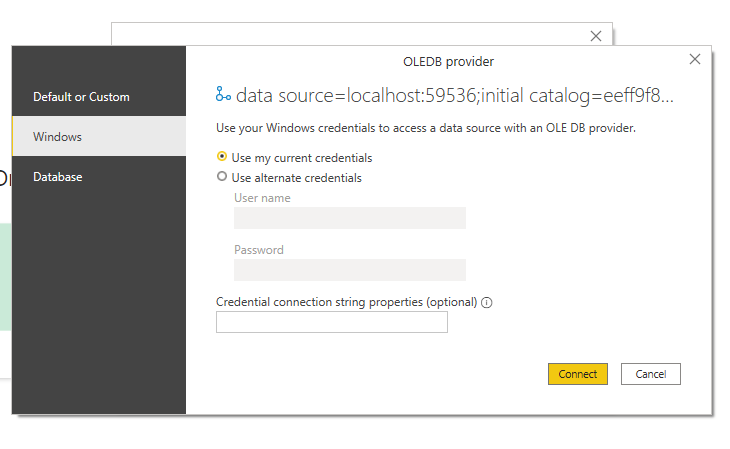 OLEDB provider
data source=localhost:59536;initial catalog=eeff9f8...
Default or Custom
Windows
Database
Use your Windows credentials to access a data source with an OLE DB provider.
Use my current credentials
Use alternate credentials
User name
Password
Credential connection string properties (optional)
Connect
Cancel